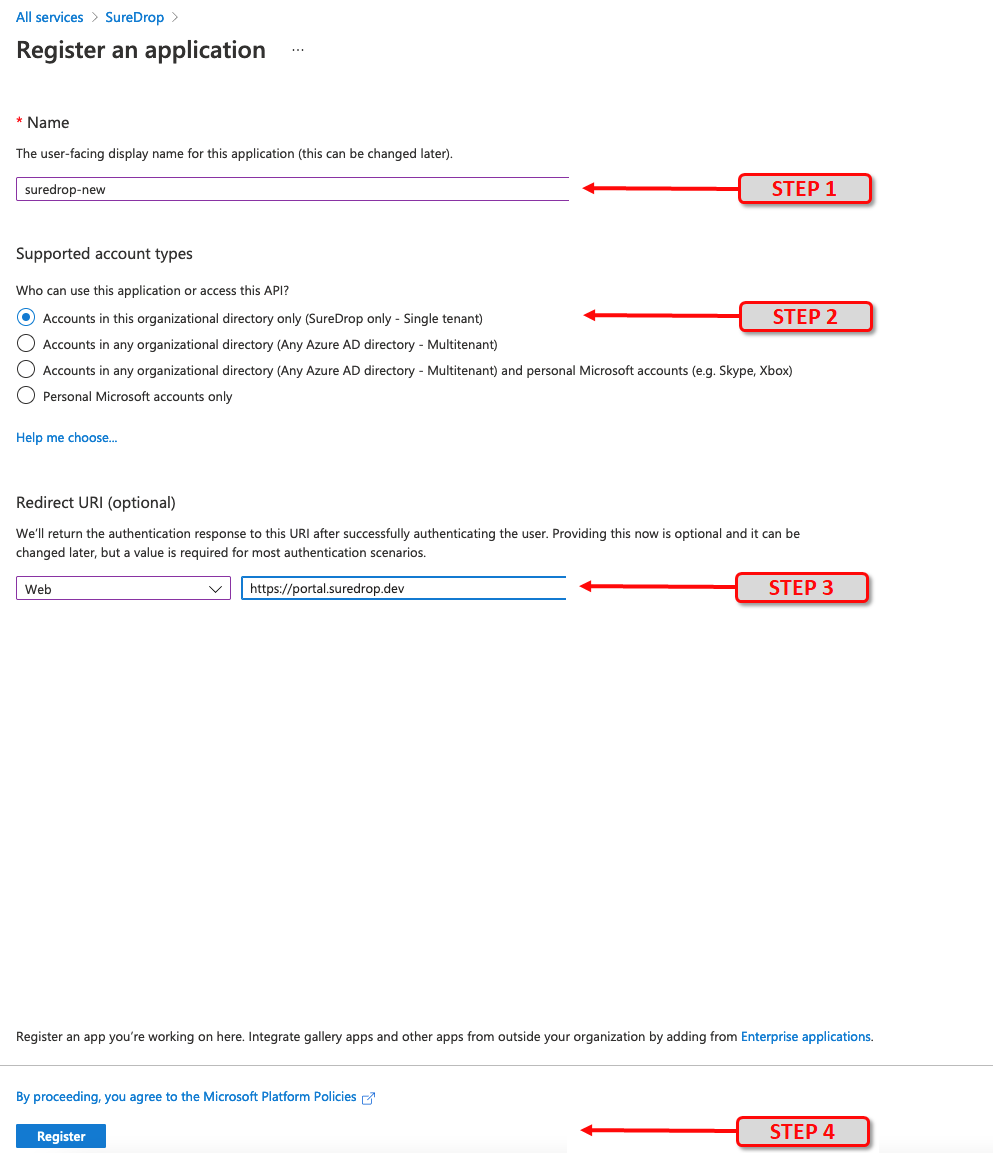 All services > SureDrop >
Register an application ...
* Name
The user-facing display name for this application (this can be changed later).
suredrop-new
STEP 1
Supported account types
Who can use this application or access this API?
Accounts in this organizational directory only (SureDrop only - Single tenant)
STEP 2
Accounts in any organizational directory (Any Azure AD directory - Multitenant)
Accounts in any organizational directory (Any Azure AD directory - Multitenant) and personal Microsoft accounts (e.g. Skype, Xbox)
Personal Microsoft accounts only
Help me choose...
Redirect URI (optional)
We'll return the authentication response to this URI after successfully authenticating the user. Providing this now is optional and it can be
changed later, but a value is required for most authentication scenarios.
Web
https://portal.suredrop.dev
STEP 3
Register an app you're working on here. Integrate gallery apps and other apps from outside your organization by adding from Enterprise applications.
By proceeding, you agree to the Microsoft Platform Policies
Register
STEP 4